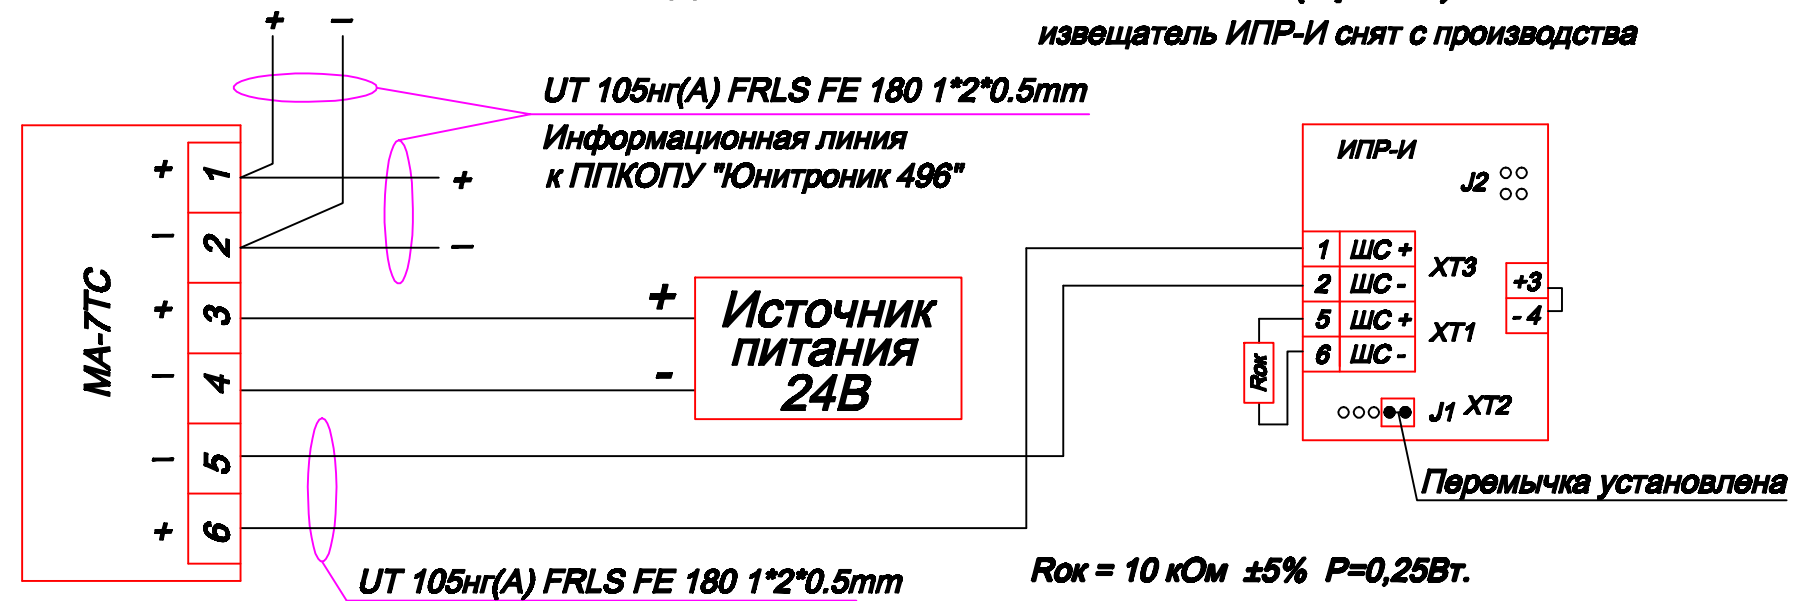 извещатель ИПР-И снят с производства
+ –
UT 105нг(А) FRLS FE 180 1*2*0.5mm
Информационная линия
к ППКОПУ "Юнитроник 496"
+
–
МА-7ТС
+ 1
– 2
+ 3
– 4
– 5
+ 6
+
-
Источник
питания
24В
UT 105нг(А) FRLS FE 180 1*2*0.5mm
ИПР-И
J2
1 ШС +
2 ШС -
XT3
5 ШС +
6 ШС -
XT1
+3
- 4
Rок
J1 XT2
Перемычка установлена
Rок = 10 кОм ±5% P=0,25Вт.